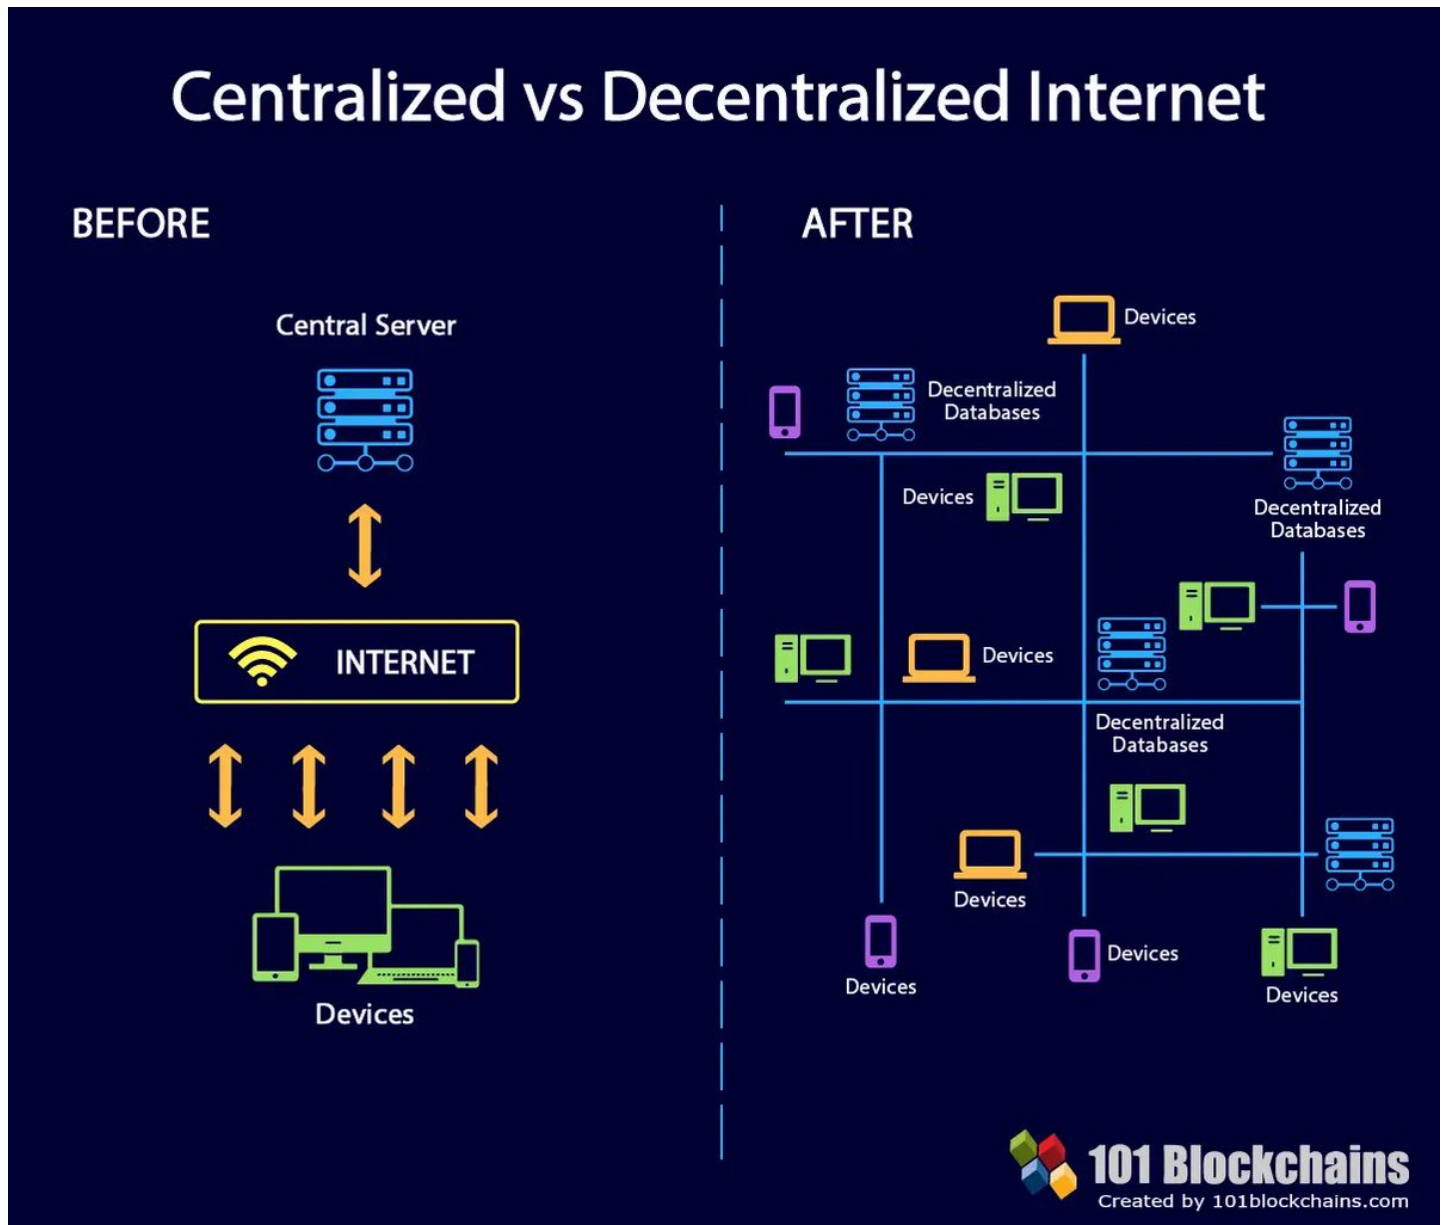 Centralized vs Decentralized Internet
BEFORE
Central Server
INTERNET
Devices
AFTER
Devices
Decentralized
Databases
Devices
Decentralized
Databases
Devices
Decentralized
Databases
Devices
Devices
Devices
Devices
101 Blockchains
Created by 101blockchains.com